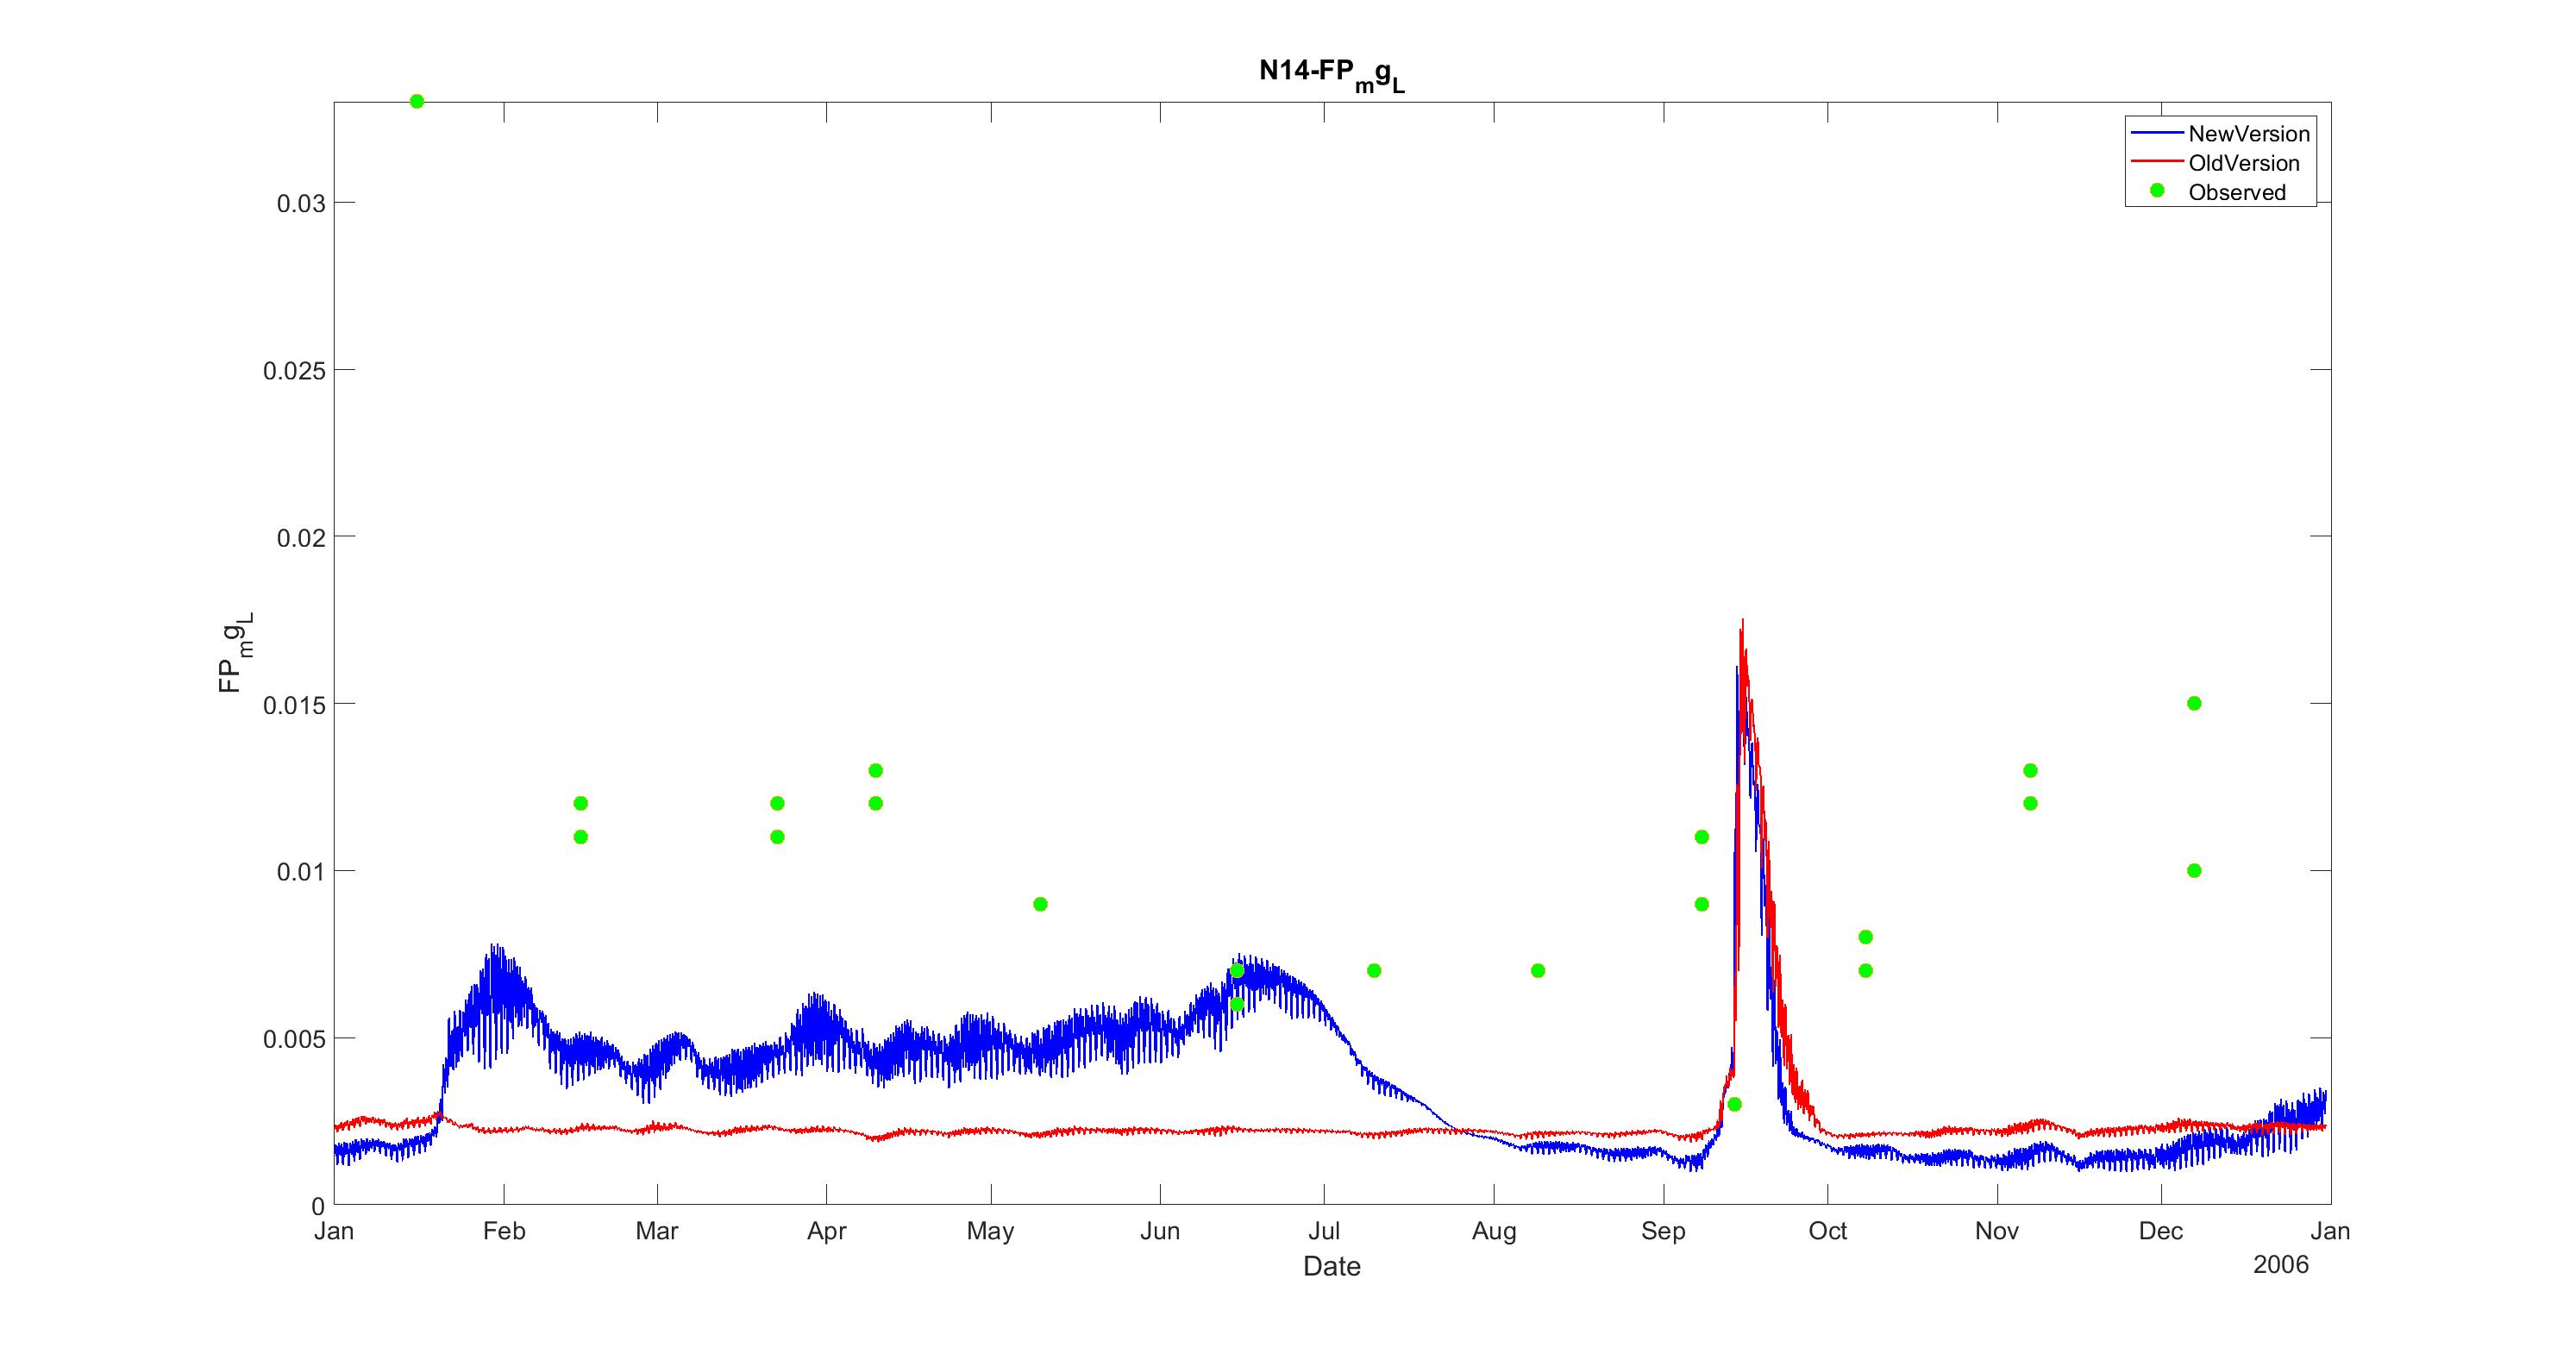 N14-FPmgL
NewVersion
OldVersion
Observed
FPmgL
0.03
0.025
0.02
0.015
0.01
0.005
0
Jan Feb Mar Apr May Jun Jul Aug Sep Oct Nov Dec Jan
Date
2006